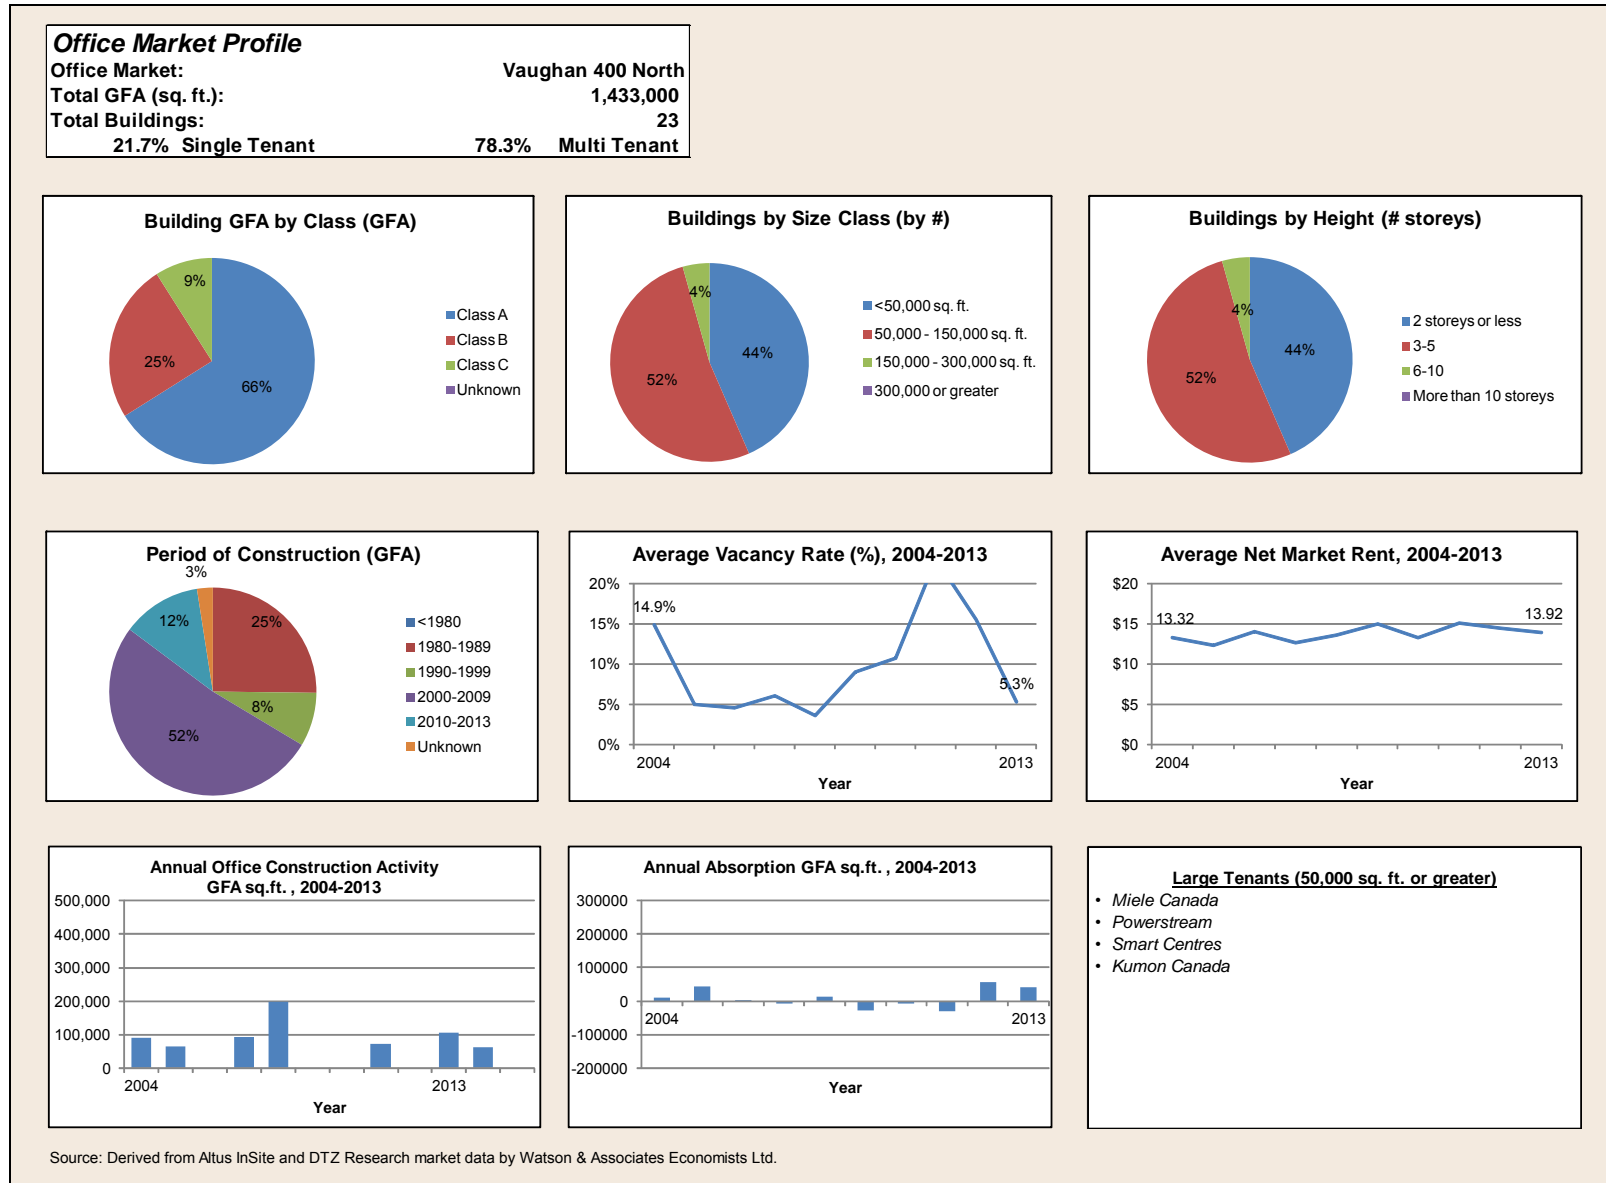 Office Market Profile
Office Market: Vaughan 400 North
Total GFA (sq. ft.): 1,433,000
Total Buildings: 23
21.7% Single Tenant 78.3% Multi Tenant
Building GFA by Class (GFA)
9%
25%
66%
Class A
Class B
Class C
Unknown
Buildings by Size Class (by #)
4%
44%
52%
<50,000 sq. ft.
50,000 - 150,000 sq. ft.
150,000 - 300,000 sq. ft.
300,000 or greater
Buildings by Height (# storeys)
4%
44%
52%
2 storeys or less
3-5
6-10
More than 10 storeys
Period of Construction (GFA)
3%
12%
25%
8%
52%
<1980
1980-1989
1990-1999
2000-2009
2010-2013
Unknown
Average Vacancy Rate (%), 2004-2013
20%
15%
10%
5%
0%
14.9%
5.3%
2004 2013
Year
Average Net Market Rent, 2004-2013
$20
$15
$10
$5
$0
13.32
13.92
2004 2013
Year
Annual Office Construction Activity
GFA sq.ft. , 2004-2013
500,000
400,000
300,000
200,000
100,000
0
2004 2013
Year
Annual Absorption GFA sq.ft. , 2004-2013
300000
200000
100000
0
-100000
-200000
2004 2013
Year
Large Tenants (50,000 sq. ft. or greater)
• Miele Canada
• Powerstream
• Smart Centres
• Kumon Canada
Source: Derived from Altus InSite and DTZ Research market data by Watson & Associates Economists Ltd.